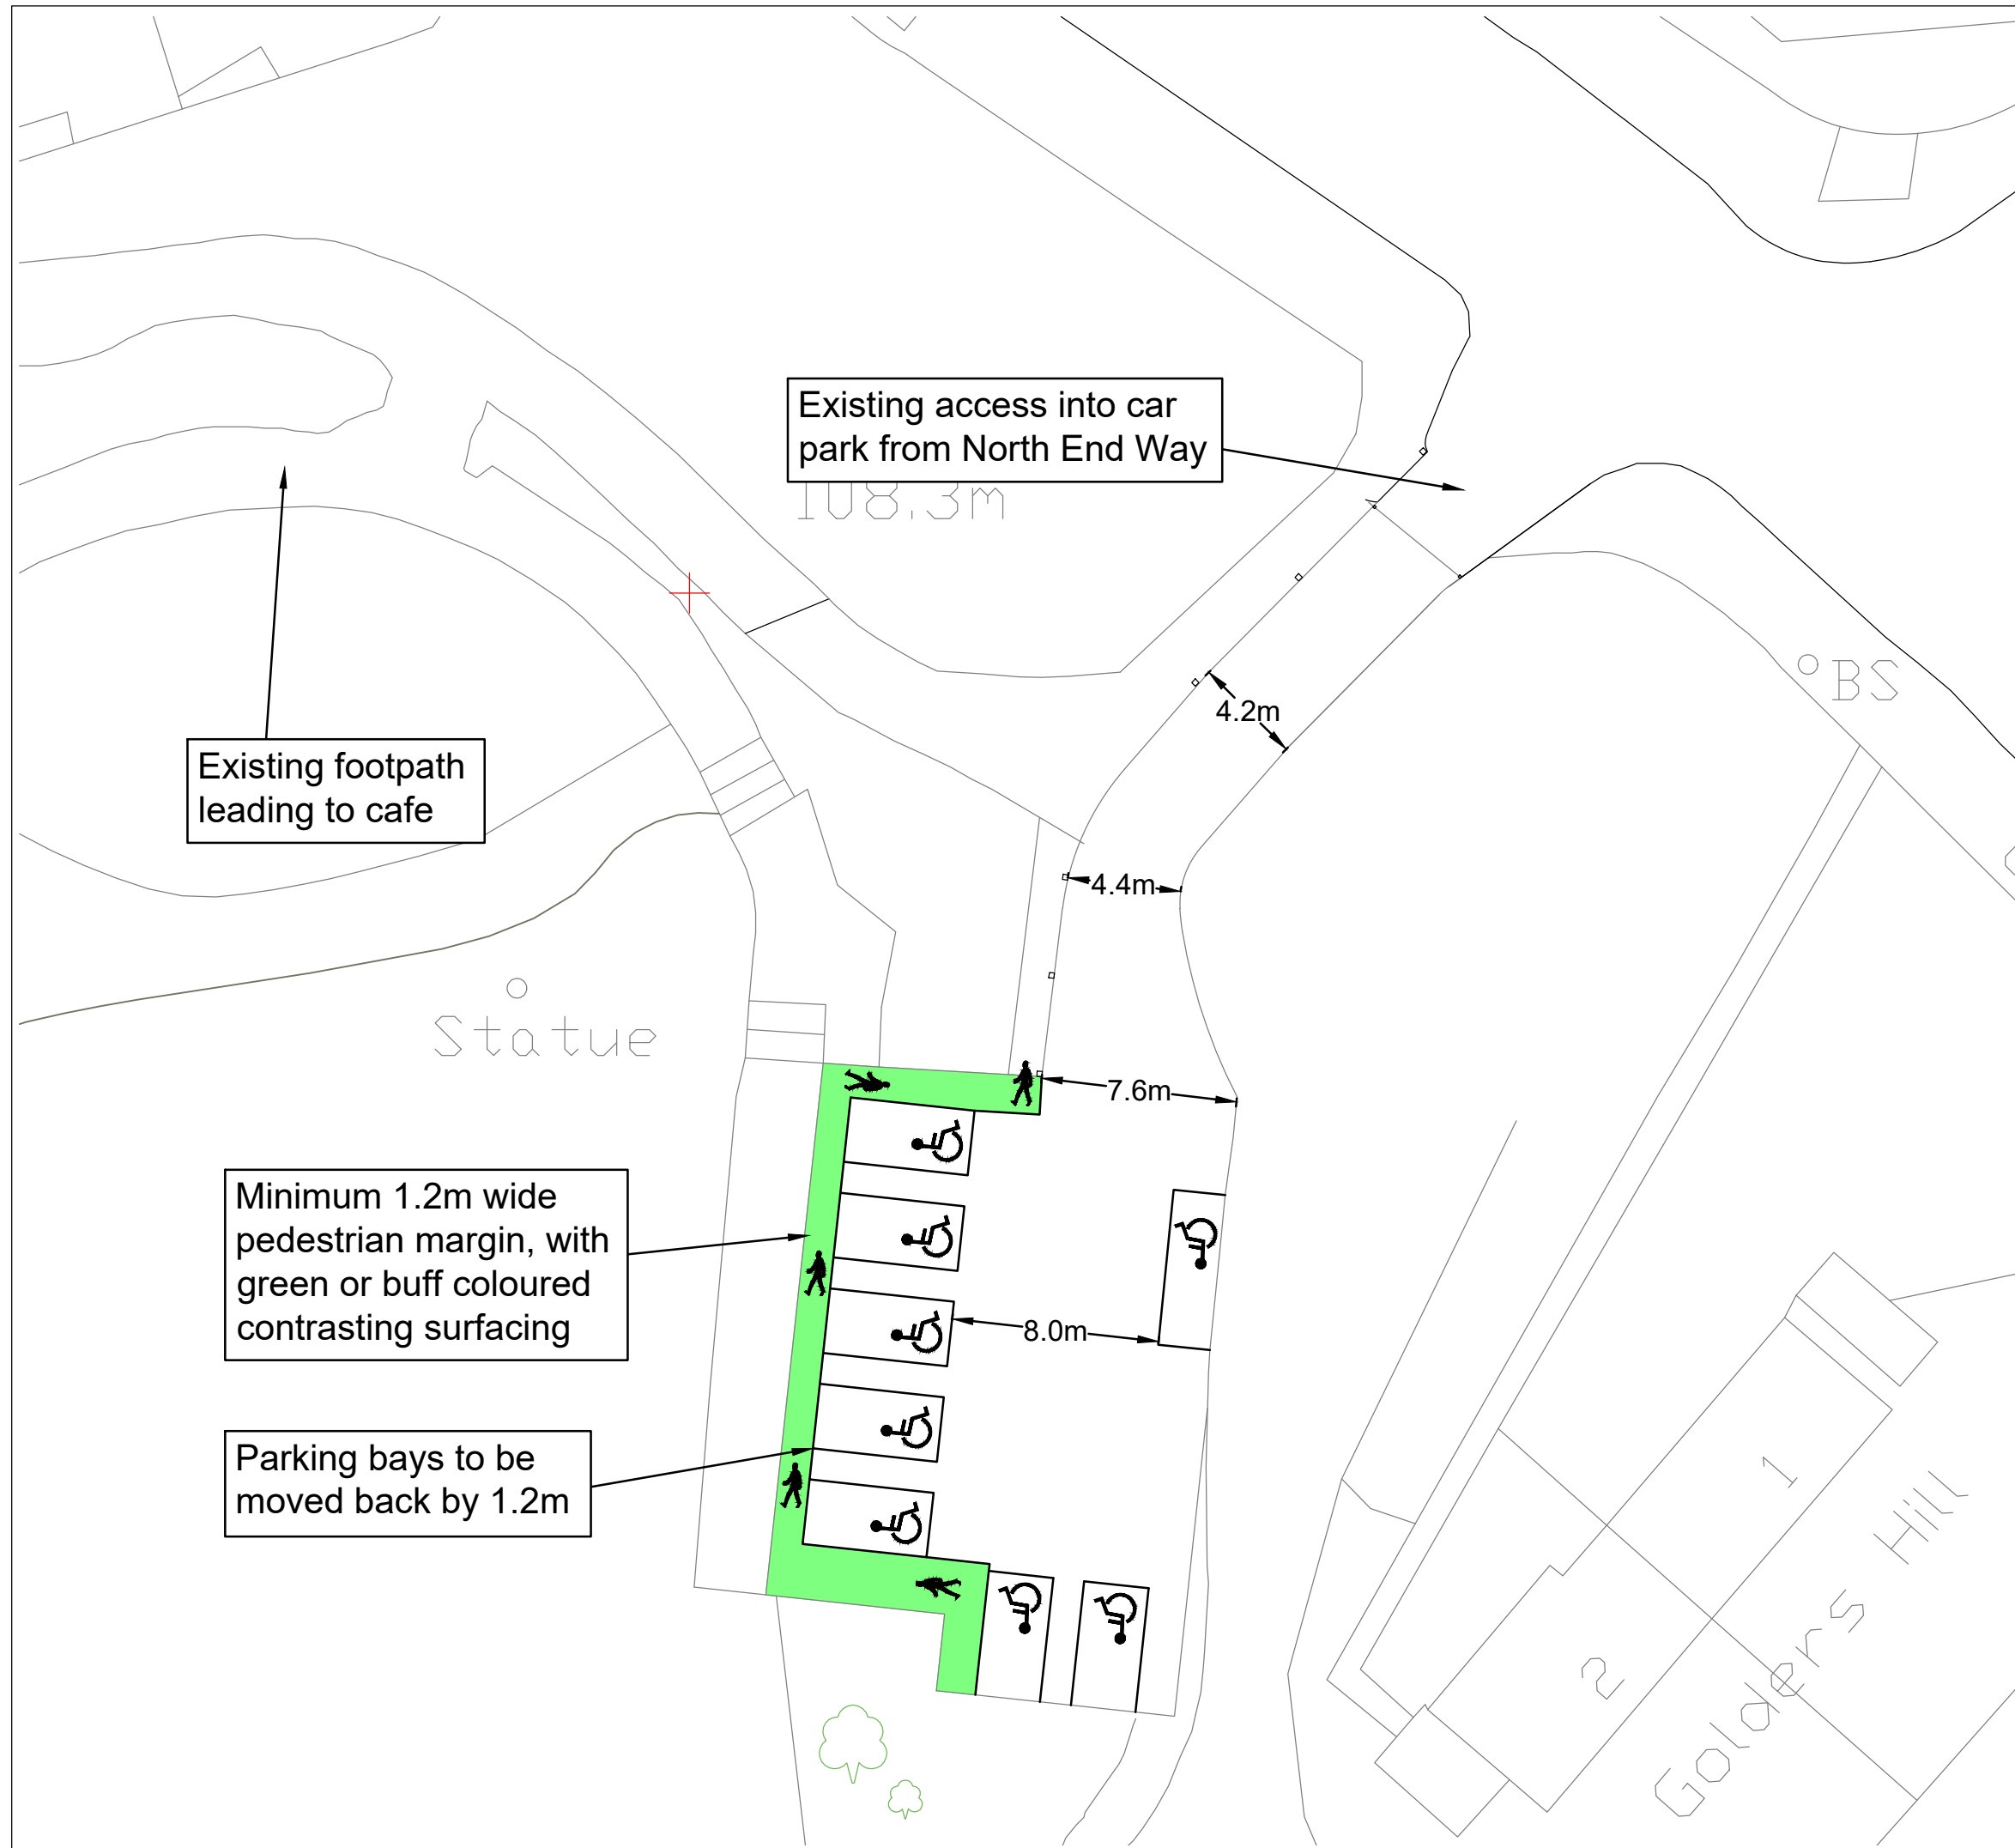 Existing access into car
park from North End Way
108.3m
4.2m
BS
Existing footpath
leading to cafe
4.4m
Statue
7.6m
Minimum 1.2m wide
pedestrian margin, with
green or buff coloured
contrasting surfacing
8.0m
Parking bays to be
moved back by 1.2m
1
2
Golders Hill